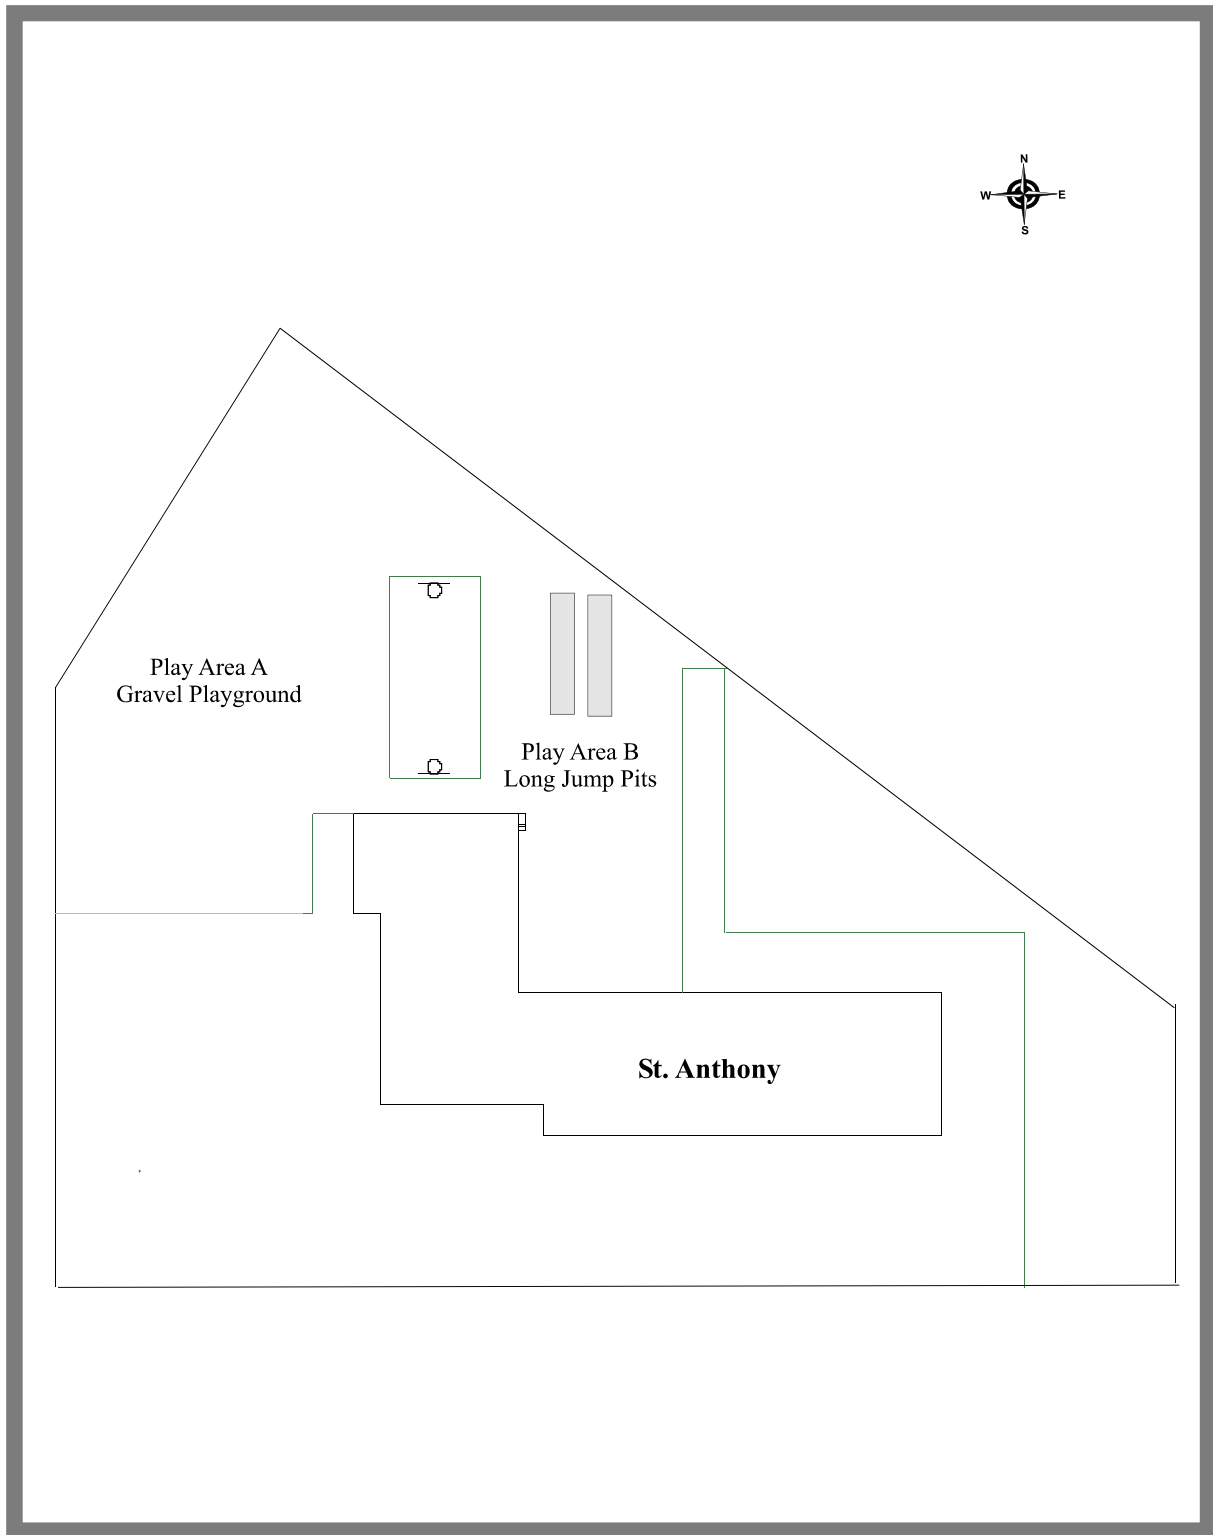 N
W E
S
Play Area A
Gravel Playground
Play Area B
Long Jump Pits
St. Anthony